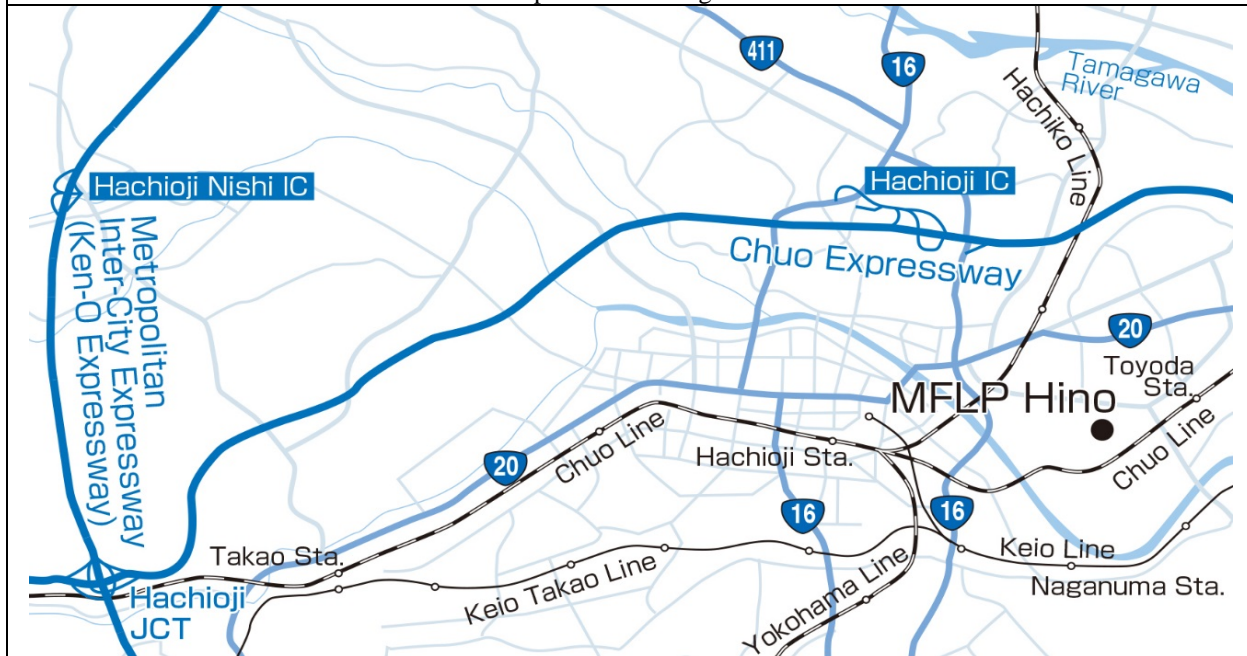 411
16
Tamagawa
River
Hachiko Line
Hachioji Nishi IC
Hachioji IC
Metropolitan
Inter-City Expressway
(Ken-O Expressway)
Chuo Expressway
20
Toyoda
Sta.
MFLP Hino
Chuo Line
Hachioji Sta.
Chuo Line
20
16
16
Takao Sta.
Keio Line
Keio Takao Line
Yokohama Line
Naganuma Sta.
Hachioji
JCT